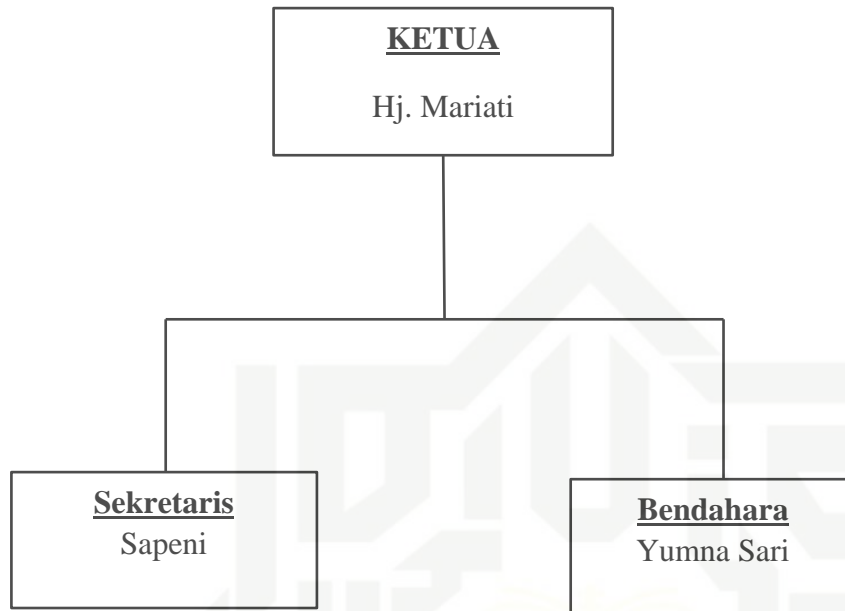 KETUA
Hj. Mariati
Sekretaris
Sapeni
Bendahara
Yumna Sari